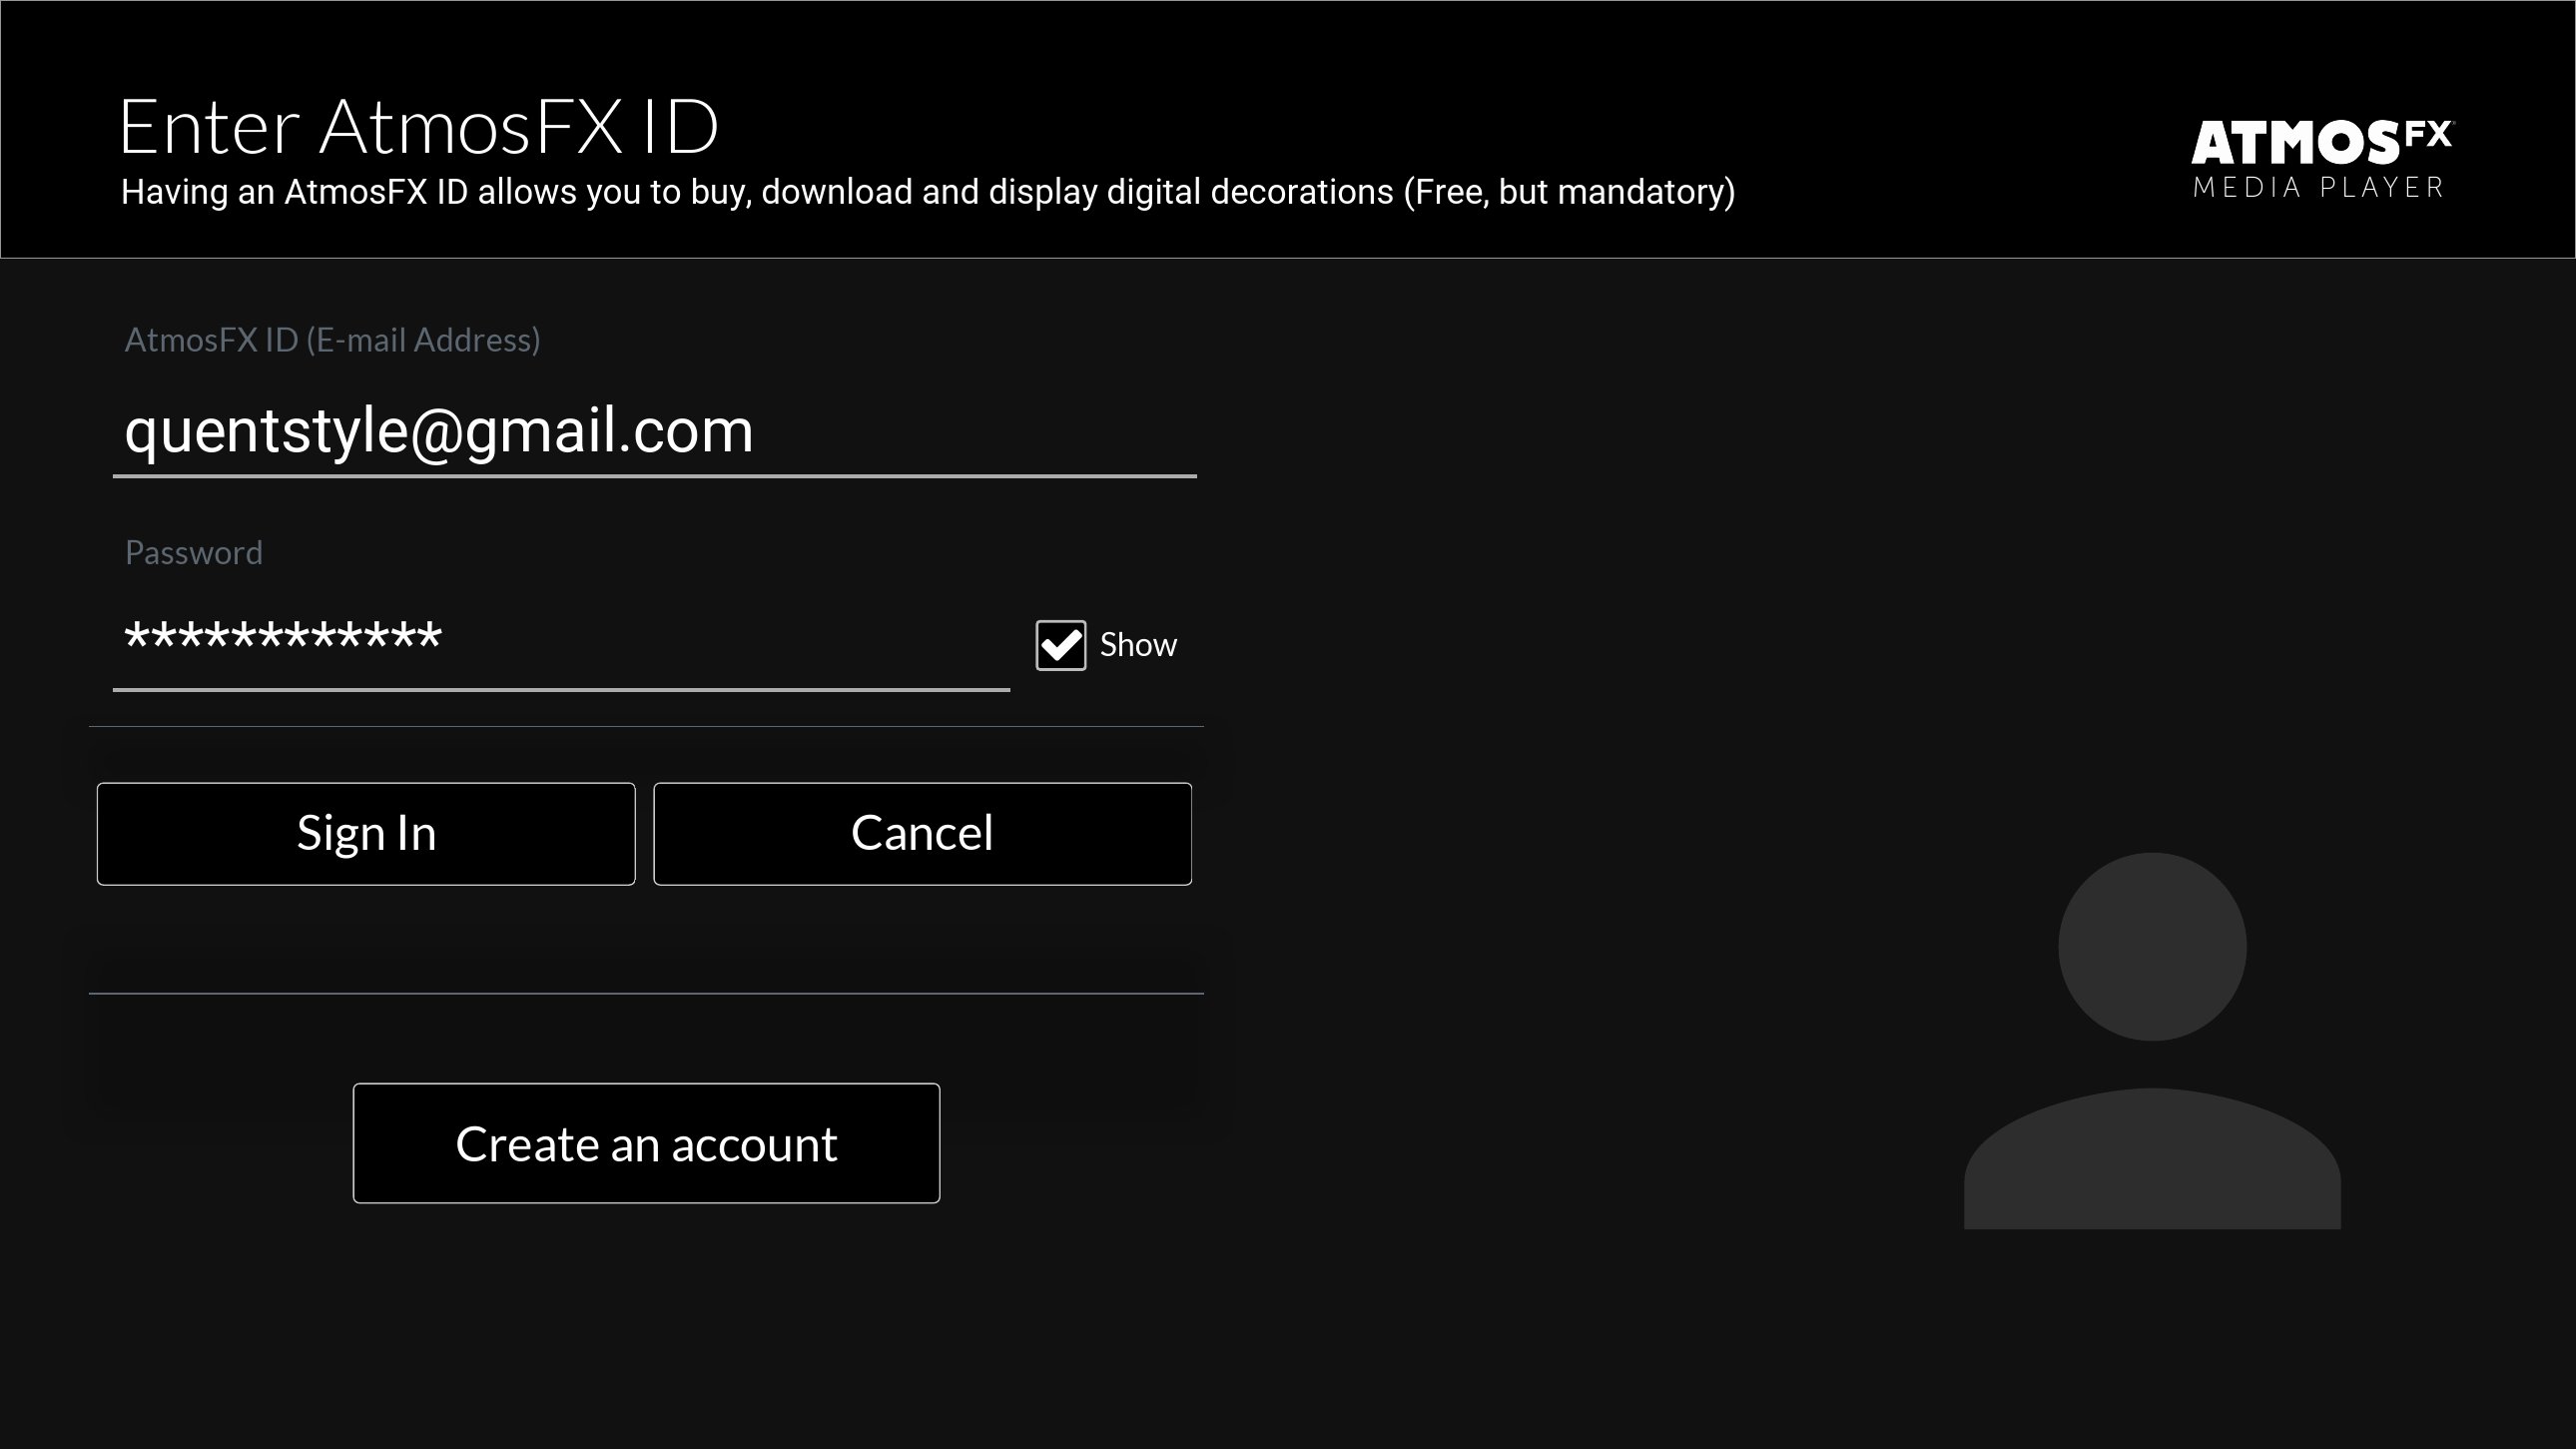 Enter AtmosFX ID
Having an AtmosFX ID allows you to buy, download and display digital decorations (Free, but mandatory)
ATMOSFX
MEDIA PLAYER
AtmosFX ID (E-mail Address)
quentstyle@gmail.com
Password
************
Show
Sign In
Cancel
Create an account